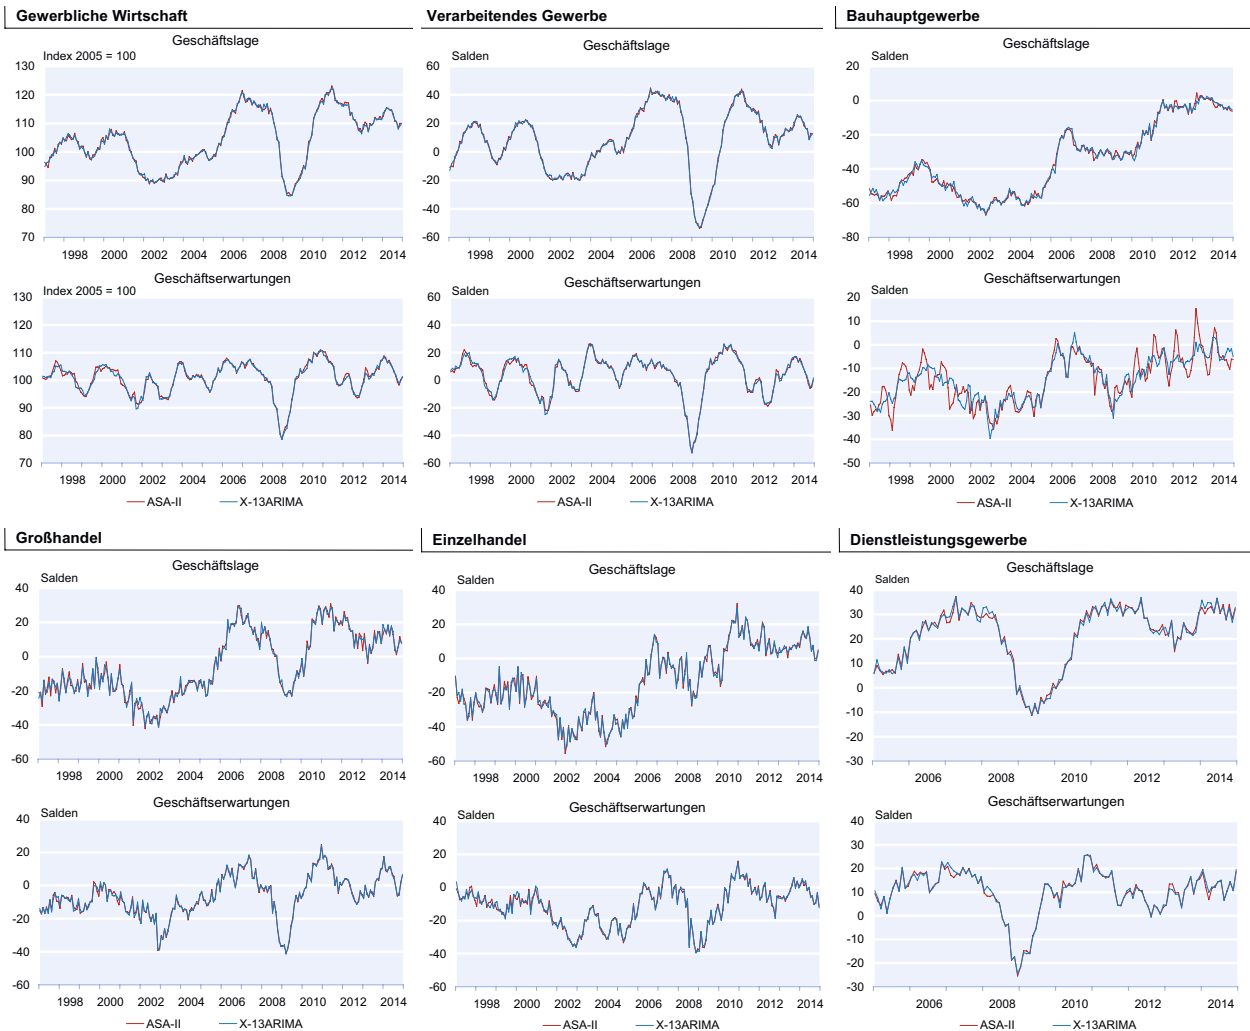 Gewerbliche Wirtschaft
Geschäftslage
Index 2005 = 100
130
120
110
100
90
80
70
1998 2000 2002 2004 2006 2008 2010 2012 2014
Geschäftserwartungen
Index 2005 = 100
130
120
110
100
90
80
70
1998 2000 2002 2004 2006 2008 2010 2012 2014
ASA-II X-13ARIMA
Verarbeitendes Gewerbe
Geschäftslage
Salden
60
40
20
0
-20
-40
-60
1998 2000 2002 2004 2006 2008 2010 2012 2014
Geschäftserwartungen
Salden
60
40
20
0
-20
-40
-60
1998 2000 2002 2004 2006 2008 2010 2012 2014
ASA-II X-13ARIMA
Bauhauptgewerbe
Geschäftslage
Salden
20
0
-20
-40
-60
-80
1998 2000 2002 2004 2006 2008 2010 2012 2014
Geschäftserwartungen
Salden
20
10
0
-10
-20
-30
-40
-50
1998 2000 2002 2004 2006 2008 2010 2012 2014
ASA-II X-13ARIMA
Großhandel
Geschäftslage
Salden
40
20
0
-20
-40
-60
1998 2000 2002 2004 2006 2008 2010 2012 2014
Geschäftserwartungen
Salden
40
20
0
-20
-40
-60
1998 2000 2002 2004 2006 2008 2010 2012 2014
ASA-II X-13ARIMA
Einzelhandel
Geschäftslage
Salden
40
20
0
-20
-40
-60
1998 2000 2002 2004 2006 2008 2010 2012 2014
Geschäftserwartungen
Salden
40
20
0
-20
-40
-60
1998 2000 2002 2004 2006 2008 2010 2012 2014
ASA-II X-13ARIMA
Dienstleistungsgewerbe
Geschäftslage
Salden
40
30
20
10
0
-10
-20
-30
2006 2008 2010 2012 2014
Geschäftserwartungen
Salden
40
30
20
10
0
-10
-20
-30
2006 2008 2010 2012 2014
ASA-II X-13ARIMA